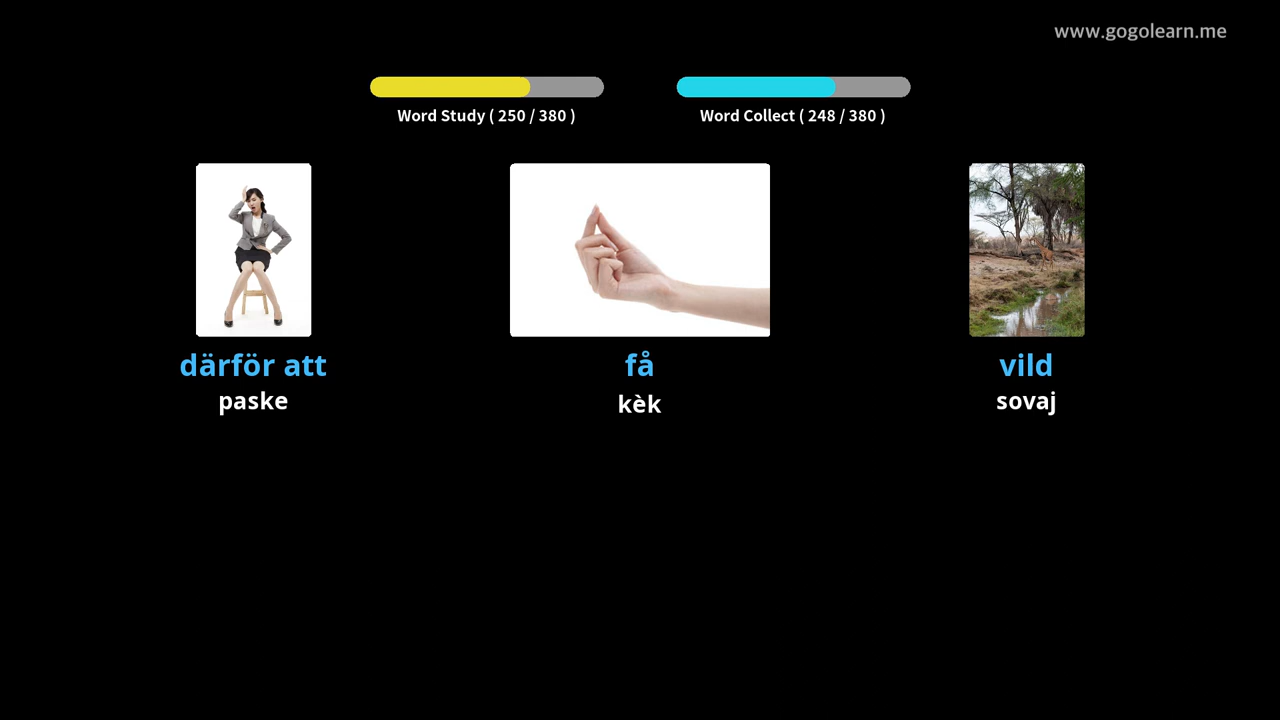 www.gogolearn.me
Word Study ( 250 / 380 )
Word Collect ( 248 / 380 )
därför att
paske
få
kèk
vild
sovaj